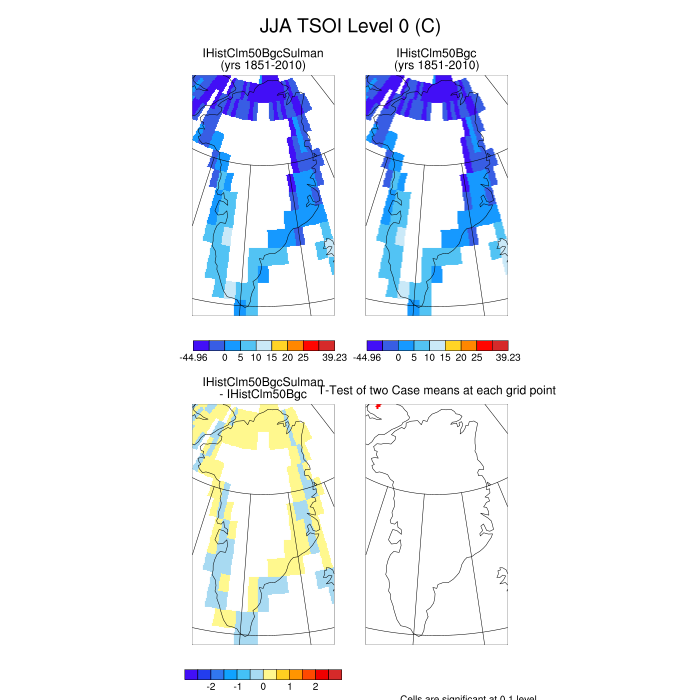 JJA TSOI Level 0 (C)
IHistClm50BgcSulman
(yrs 1851-2010)
IHistClm50Bgc
(yrs 1851-2010)
-44.96 0 5 10 15 20 25 39.23
-44.96 0 5 10 15 20 25 39.23
IHistClm50BgcSulman
- IHistClm50Bgc
T-Test of two Case means at each grid point
-2 -1 0 1 2
Cells are significant at 0.1 level